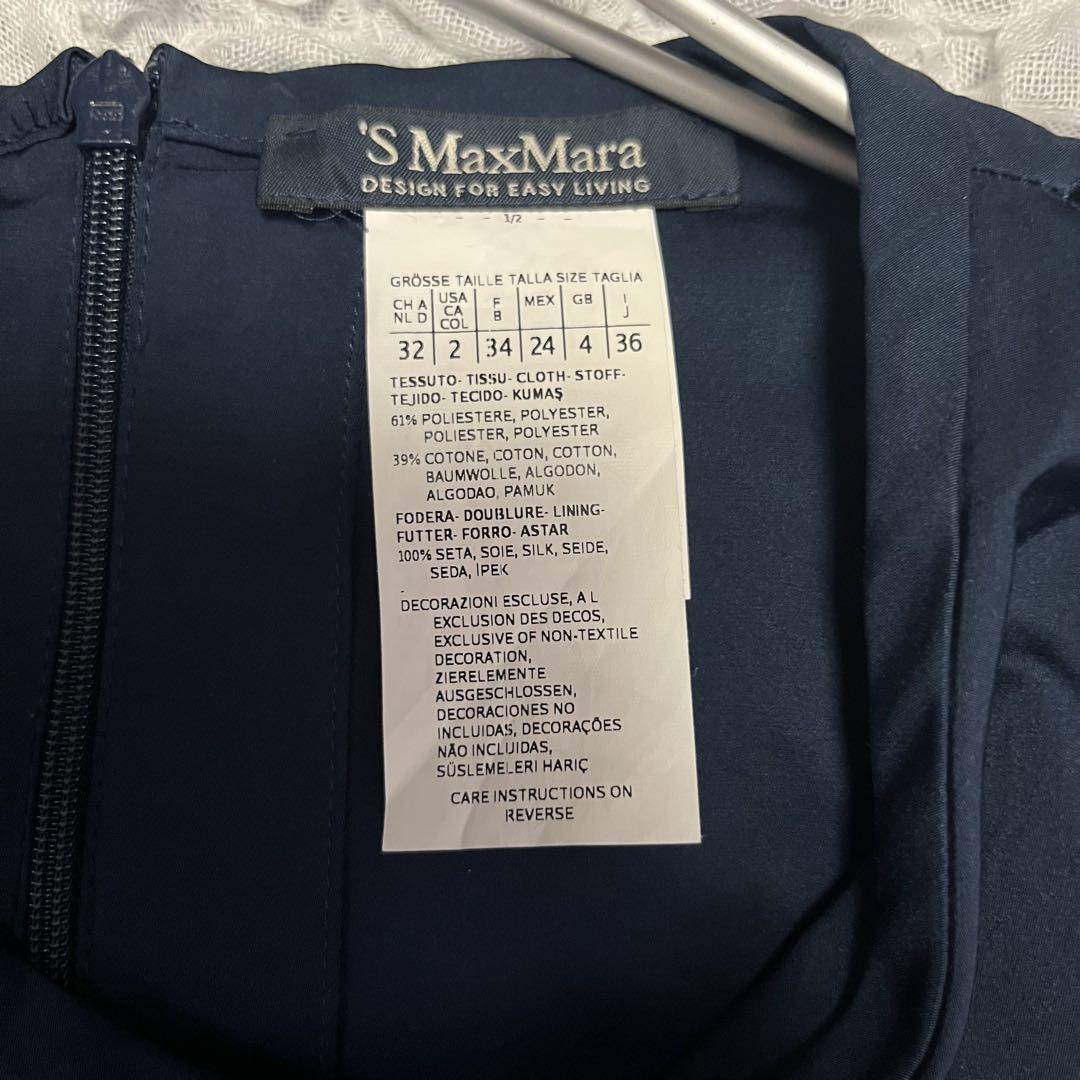 'S MaxMara
DESIGN FOR EASY LIVING
- - 1/2 - -
GRÖSSE TAILLE TALLA SIZE TAGLIA
CH A NL D | USA CA COL | F B | MEX | GB | I J
32 | 2 | 34 | 24 | 4 | 36
TESSUTO- TISSU- CLOTH- STOFF-
TEJIDO- TECIDO- KUMAŞ
61% POLIESTERE, POLYESTER,
POLIESTER, POLYESTER
39% COTONE, COTON, COTTON,
BAUMWOLLE, ALGODON,
ALGODAO, PAMUK
FODERA- DOUBLURE- LINING-
FUTTER- FORRO- ASTAR
100% SETA, SOIE, SILK, SEIDE,
SEDA, İPEK
-
DECORAZIONI ESCLUSE, A L
EXCLUSION DES DECOS,
EXCLUSIVE OF NON-TEXTILE
DECORATION,
ZIERELEMENTE
AUSGESCHLOSSEN,
DECORACIONES NO
INCLUIDAS, DECORAÇÕES
NÃO INCLUIDAS,
SÜSLEMELERI HARIÇ
CARE INSTRUCTIONS ON
REVERSE